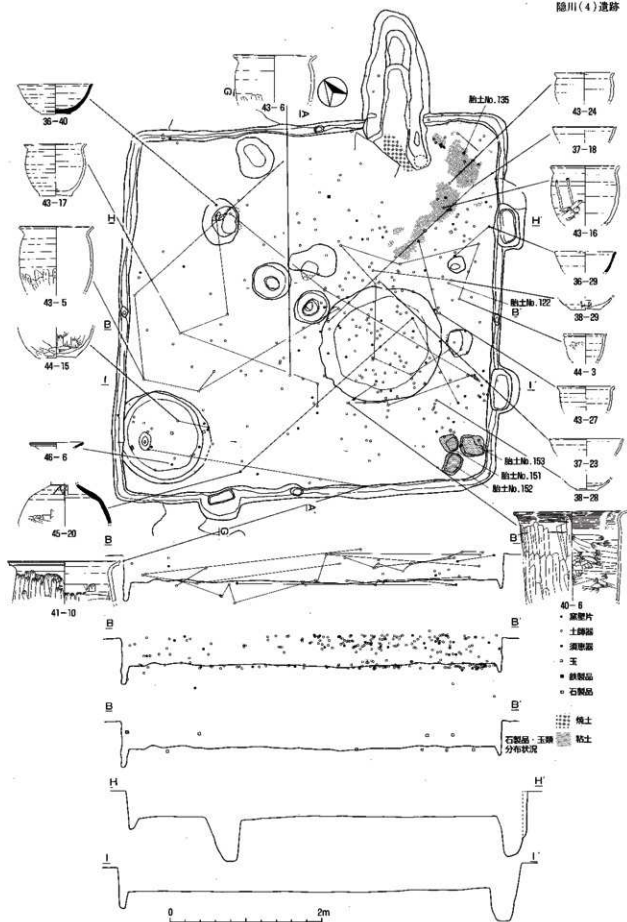 隠川(4)遺跡
36-40
G
43-6
A
胎土No.135
43-24
37-18
43-17
H
H'
43-16
36-29
43-5
胎土No.122
38-29
B
B'
44-3
44-15
I
I'
43-27
46-6
胎土No.153
胎土No.151
胎土No.152
37-23
38-28
45-20
G
A'
B
B'
41-10
40-6
窯壁片
土師器
須恵器
玉
鉄製品
石製品
B
B'
焼土
粘土
B
B'
石製品・玉類
分布状況
H
H'
I
I'
0
2m